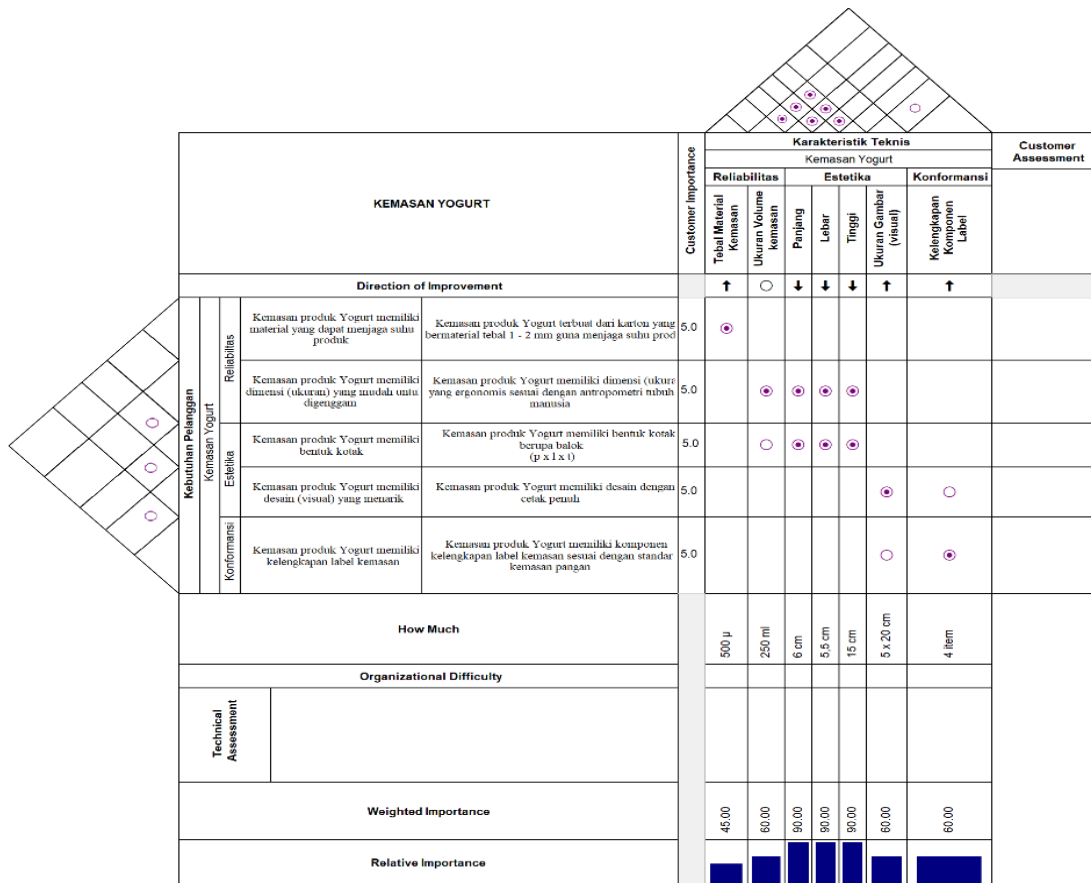 Karakteristik Teknis
Customer
Assessment
Kemasan Yogurt
Reliabilitas
Estetika
Konformansi
KEMASAN YOGURT
Customer Importance
Tebal Material
Kemasan
Ukuran Volume
kemasan
Panjang
Lebar
Tinggi
Ukuran Gambar
(visual)
Kelengkapan
Komponen
Label
Direction of Improvement
Kebutuhan Pelanggan
Kemasan Yogurt
Reliabiltas
Kemasan produk Yogurt memiliki
material yang dapat menjaga suhu
produk
Kemasan produk Yogurt terbuat dari karton yang
bermaterial tebal 1 - 2 mm guna menjaga suhu prod
5.0
Kemasan produk Yogurt memiliki
dimensi (ukuran) yang mudah untu
digenggam
Kemasan produk Yogurt memiliki dimensi (ukura
yang ergonomis sesuai dengan antropometri tubuh
manusia
5.0
Estetika
Kemasan produk Yogurt memiliki
bentuk kotak
Kemasan produk Yogurt memiliki bentuk kotak
berupa balok
(p x l x t)
5.0
Kemasan produk Yogurt memiliki
desain (visual) yang menarik
Kemasan produk Yogurt memiliki desain dengan
cetak penuh
5.0
Konformansi
Kemasan produk Yogurt memiliki
kelengkapan label kemasan
Kemasan produk Yogurt memiliki komponen
kelengkapan label kemasan sesuai dengan standar
kemasan pangan
5.0
How Much
500 µ
250 ml
6 cm
5,5 cm
15 cm
5 x 20 cm
4 item
Organizational Difficulty
Technical
Assessment
Weighted Importance
45.00
60.00
90.00
90.00
90.00
60.00
60.00
Relative Importance